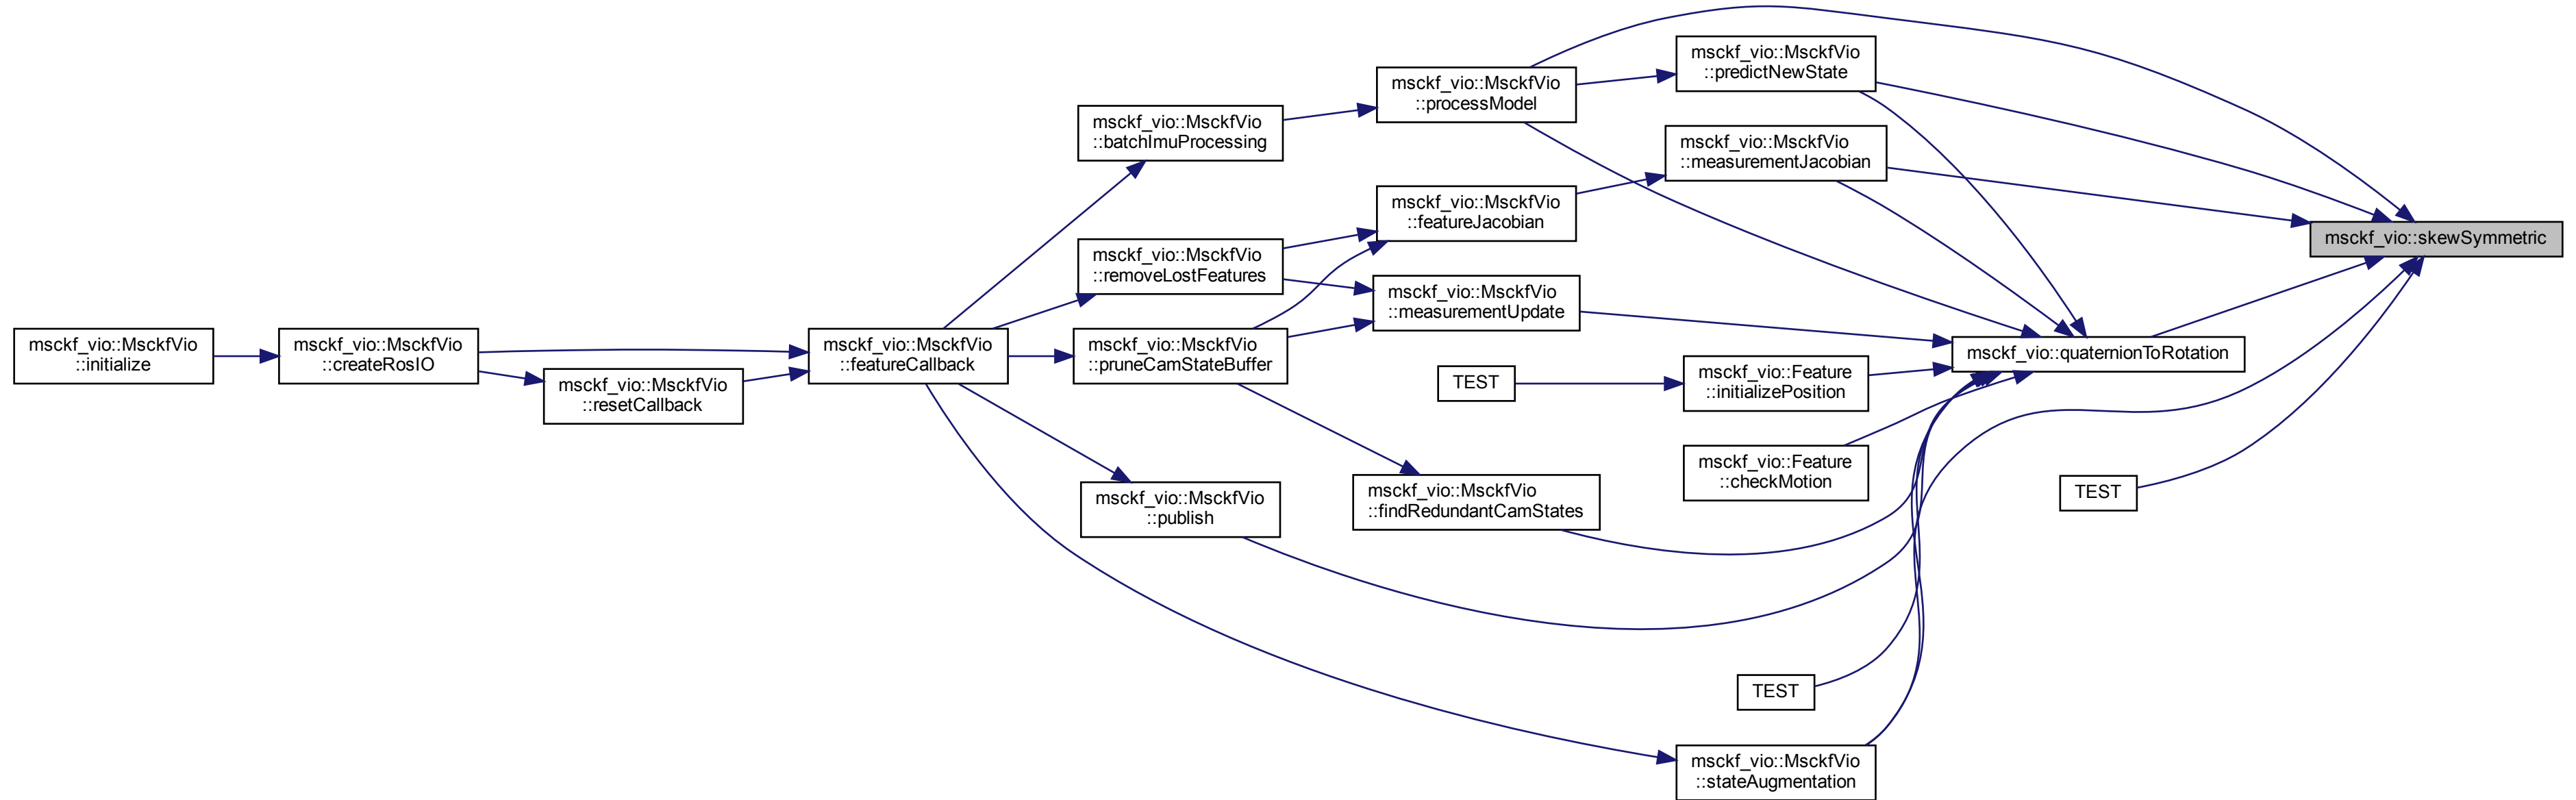 msckf_vio::MsckfVio
::initialize
msckf_vio::MsckfVio
::createRosIO
msckf_vio::MsckfVio
::resetCallback
msckf_vio::MsckfVio
::featureCallback
msckf_vio::MsckfVio
::batchImuProcessing
msckf_vio::MsckfVio
::removeLostFeatures
msckf_vio::MsckfVio
::pruneCamStateBuffer
msckf_vio::MsckfVio
::publish
msckf_vio::MsckfVio
::processModel
msckf_vio::MsckfVio
::featureJacobian
msckf_vio::MsckfVio
::measurementUpdate
TEST
msckf_vio::MsckfVio
::findRedundantCamStates
msckf_vio::MsckfVio
::predictNewState
msckf_vio::MsckfVio
::measurementJacobian
msckf_vio::Feature
::initializePosition
msckf_vio::Feature
::checkMotion
TEST
msckf_vio::MsckfVio
::stateAugmentation
msckf_vio::quaternionToRotation
TEST
msckf_vio::skewSymmetric